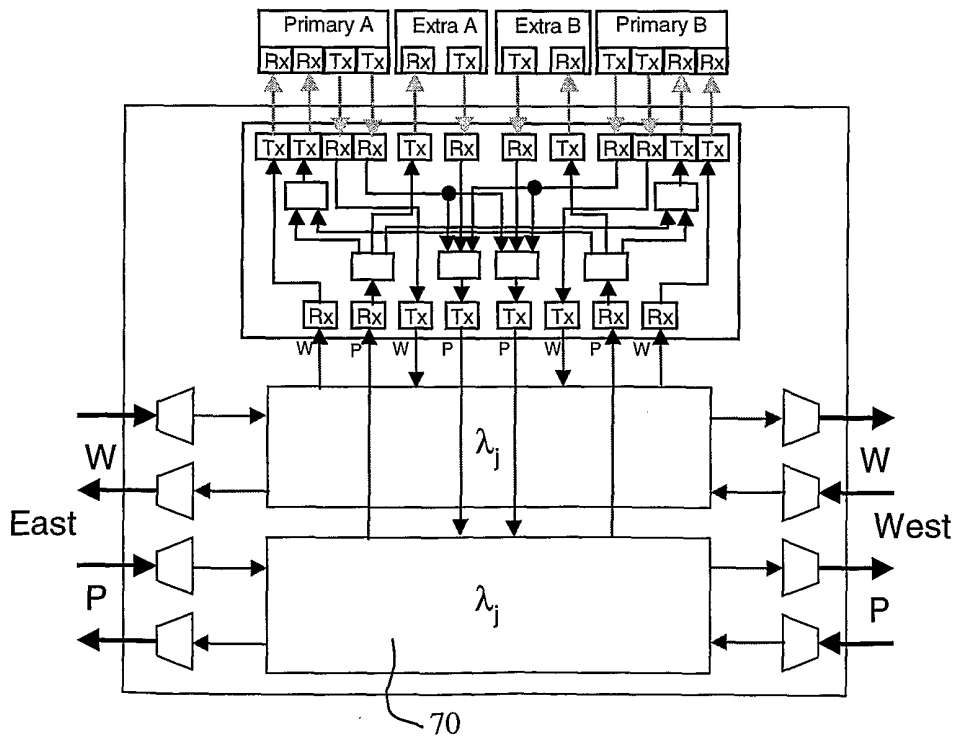 Primary A Extra A Extra B Primary B
Rx Rx Tx Tx Rx Tx Tx Rx Tx Tx Rx Rx
Tx Tx Rx Rx Tx Rx Rx Tx Rx Rx Tx Tx
Rx Rx Tx Tx Tx Tx Rx Rx
W P W P P W P W
W λj W
East West
P λj P
70